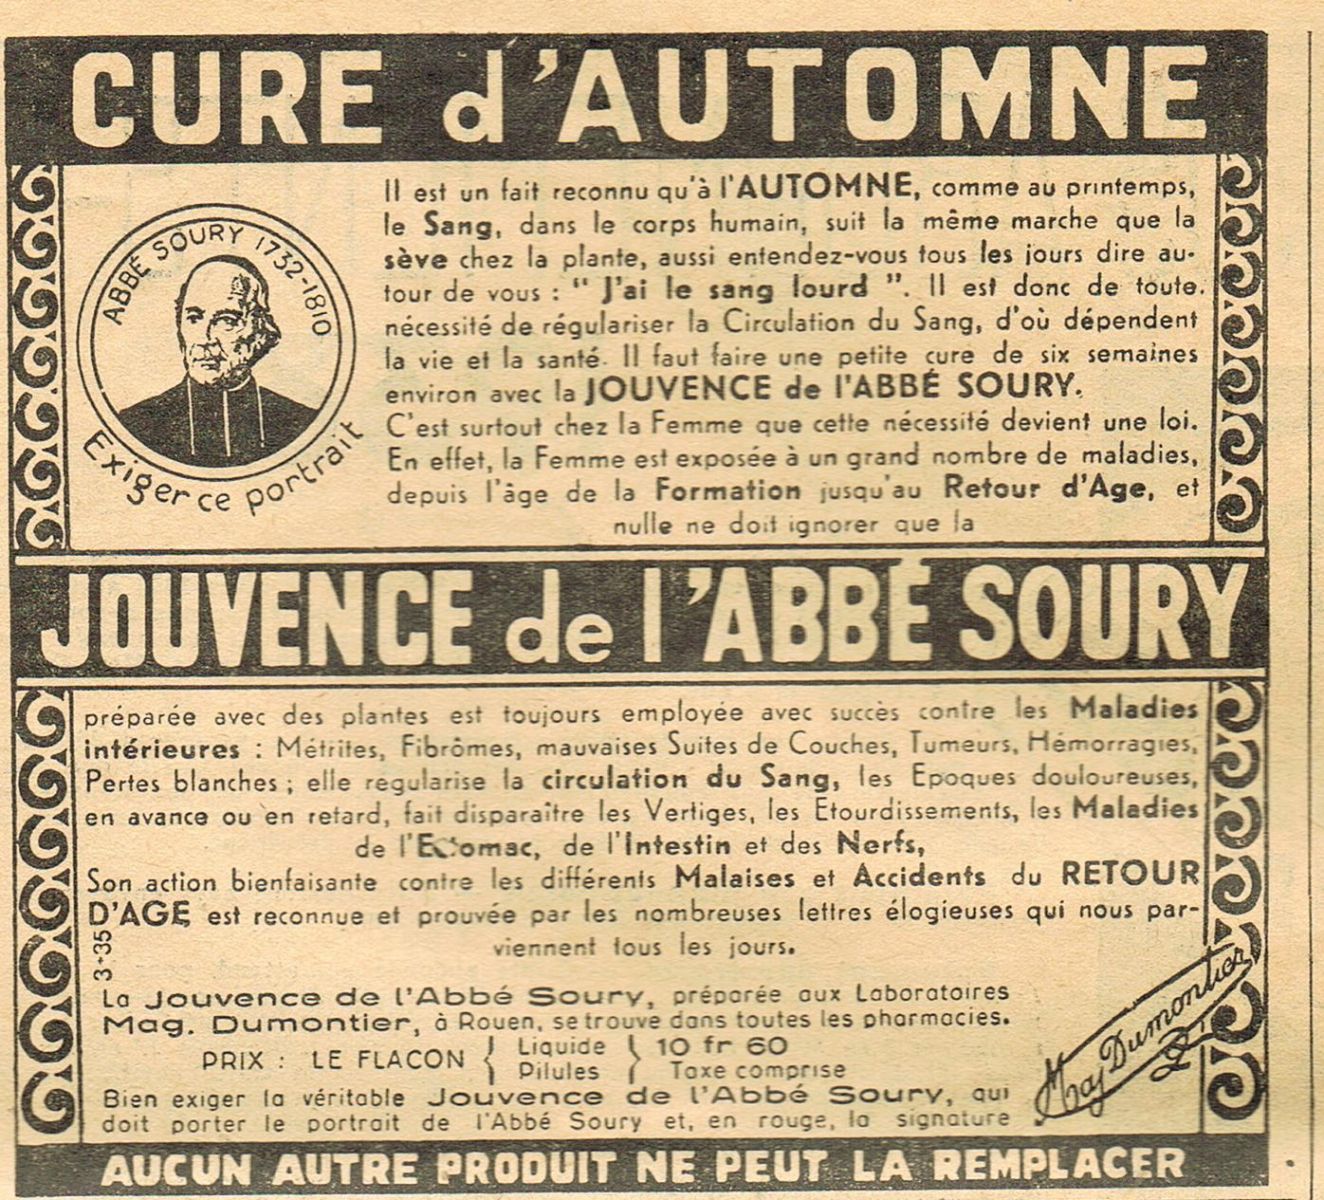 CURE d'AUTOMNE
ABBÉ SOURY 1732-1810
Exiger ce portrait
Il est un fait reconnu qu'à l'AUTOMNE, comme au printemps,
le Sang, dans le corps humain, suit la même marche que la
sève chez la plante, aussi entendez-vous tous les jours dire au-
tour de vous : " J'ai le sang lourd ". Il est donc de toute.
nécessité de régulariser la Circulation du Sang, d'où dépendent
la vie et la santé. Il faut faire une petite cure de six semaines
environ avec la JOUVENCE de l'ABBÉ SOURY.
C'est surtout chez la Femme que cette nécessité devient une loi.
En effet, la Femme est exposée à un grand nombre de maladies,
depuis l'âge de la Formation jusqu'au Retour d'Age, et
nulle ne doit ignorer que la
JOUVENCE de l'ABBÉ SOURY
préparée avec des plantes est toujours employée avec succès contre les Maladies
intérieures : Métrites, Fibrômes, mauvaises Suites de Couches, Tumeurs, Hémorragies,
Pertes blanches ; elle régularise la circulation du Sang, les Epoques douloureuses,
en avance ou en retard, fait disparaître les Vertiges, les Etourdissements, les Maladies
de l'Estomac, de l'Intestin et des Nerfs,
Son action bienfaisante contre les différents Malaises et Accidents du RETOUR
D'AGE est reconnue et prouvée par les nombreuses lettres élogieuses qui nous par-
viennent tous les jours.
3-35
La Jouvence de l'Abbé Soury, préparée aux Laboratoires
Mag. Dumontier, à Rouen, se trouve dans toutes les pharmacies.
PRIX : LE FLACON { Liquide } 10 fr 60
Pilules Taxe comprise
Bien exiger la véritable Jouvence de l'Abbé Soury, qui
doit porter le portrait de l'Abbé Soury et, en rouge, la signature
Mag Dumontier
AUCUN AUTRE PRODUIT NE PEUT LA REMPLACER